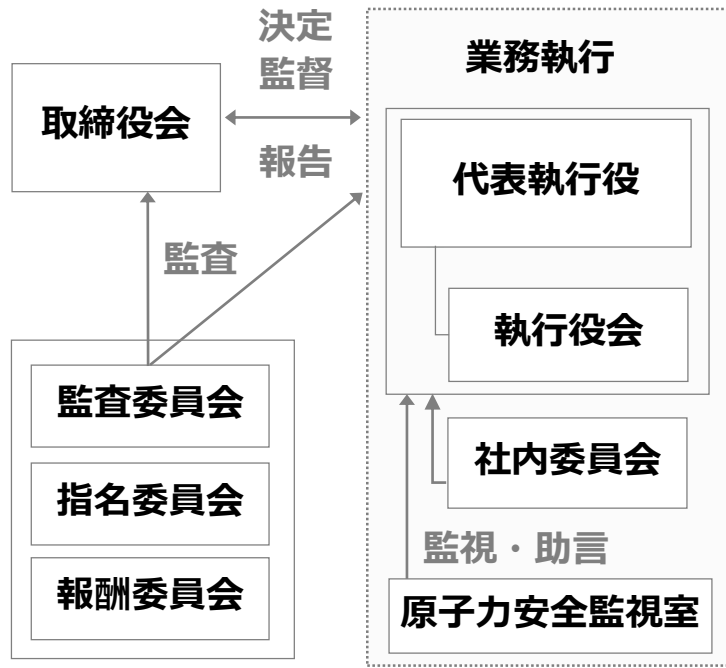 決定
監督
業務執行
取締役会
報告
代表執行役
監査
執行役会
監査委員会
社内委員会
指名委員会
監視・助言
報酬委員会
原子力安全監視室